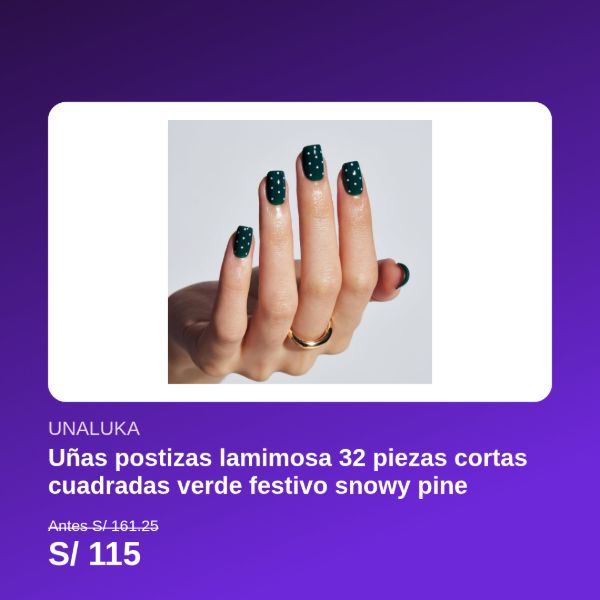 UNALUKA
Uñas postizas lamimosa 32 piezas cortas
cuadradas verde festivo snowy pine
Antes S/ 161.25
S/ 115